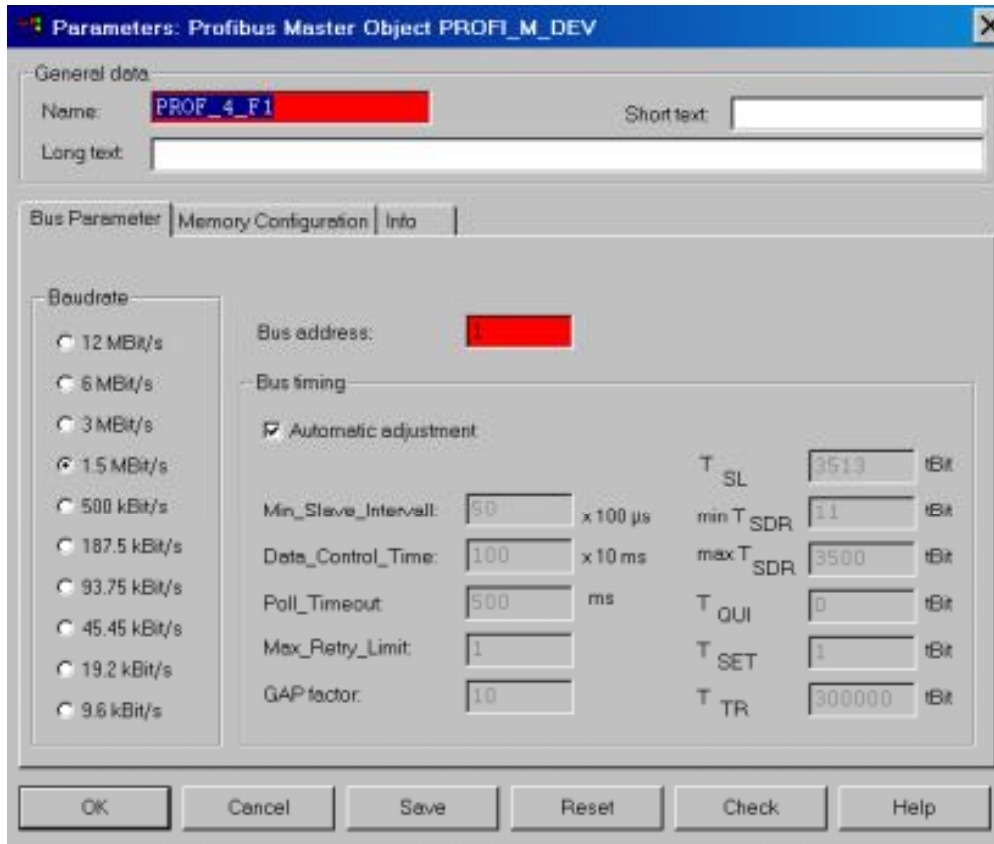 Parameters: Profibus Master Object PROFI_M_DEV
General data
Name: PROF_4_F1 Short text:
Long text:
Bus Parameter Memory Configuration Info
Baudrate
12 MBit/s
6 MBit/s
3 MBit/s
1.5 MBit/s
500 kBit/s
187.5 kBit/s
93.75 kBit/s
45.45 kBit/s
19.2 kBit/s
9.6 kBit/s
Bus address: 1
Bus timing
Automatic adjustment
Min_Slave_Intervall: 50 x 100 µs
Data_Control_Time: 100 x 10 ms
Poll_Timeout: 500 ms
Max_Retry_Limit: 1
GAP factor: 10
T SL 3513 tBit
min T SDR 11 tBit
max T SDR 3500 tBit
T QUI 0 tBit
T SET 1 tBit
T TR 300000 tBit
OK Cancel Save Reset Check Help